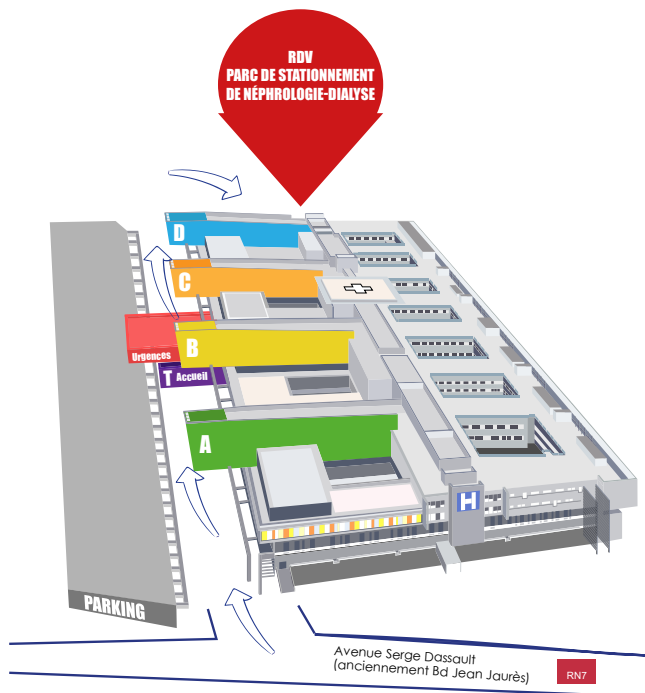 RDV
PARC DE STATIONNEMENT
DE NÉPHROLOGIE-DIALYSE
D
C
B
Urgences
T Accueil
A
H
PARKING
Avenue Serge Dassault
(anciennement Bd Jean Jaurès)
RN7